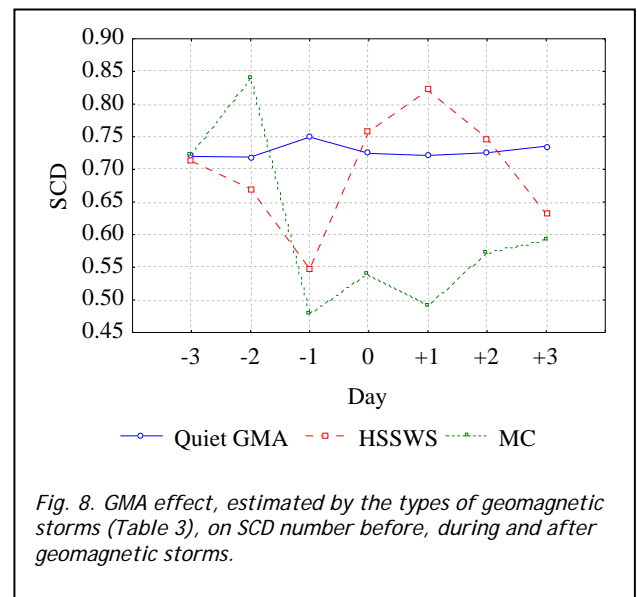 0.90
0.85
0.80
0.75
0.70
0.65
0.60
0.55
0.50
0.45
SCD
-3 -2 -1 0 +1 +2 +3
Day
Quiet GMA HSSWS MC
Fig. 8. GMA effect, estimated by the types of geomagnetic
storms (Table 3), on SCD number before, during and after
geomagnetic storms.